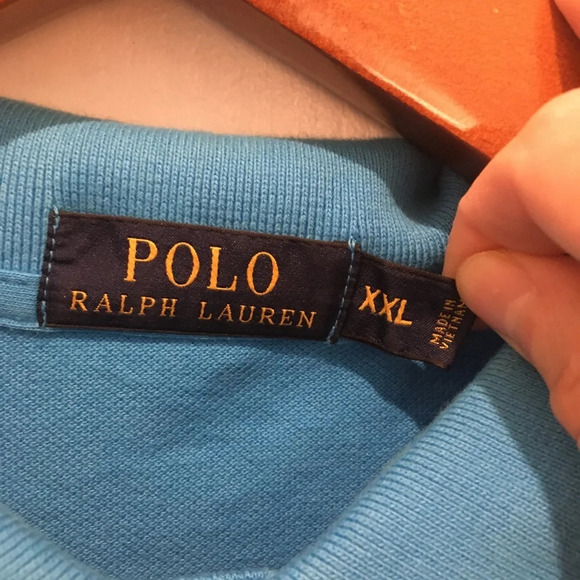 POLO
RALPH LAUREN
XXL
MADE IN
VIETNAM